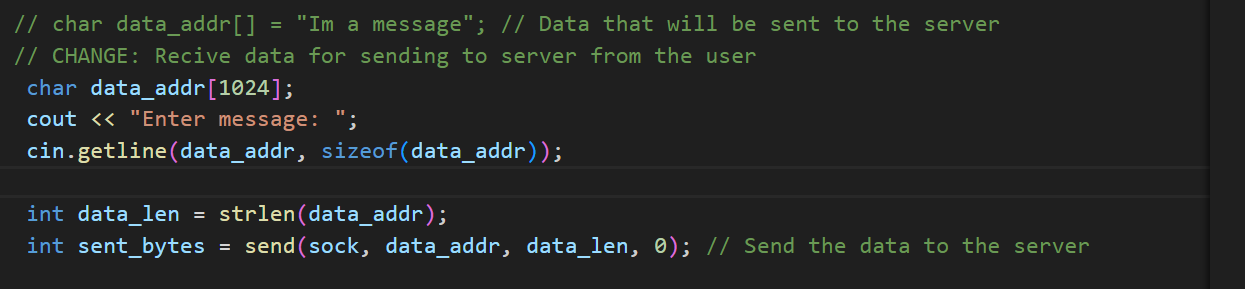 // char data_addr[] = "Im a message"; // Data that will be sent to the server
// CHANGE: Recive data for sending to server from the user
char data_addr[1024];
cout << "Enter message: ";
cin.getline(data_addr, sizeof(data_addr));
int data_len = strlen(data_addr);
int sent_bytes = send(sock, data_addr, data_len, 0); // Send the data to the server